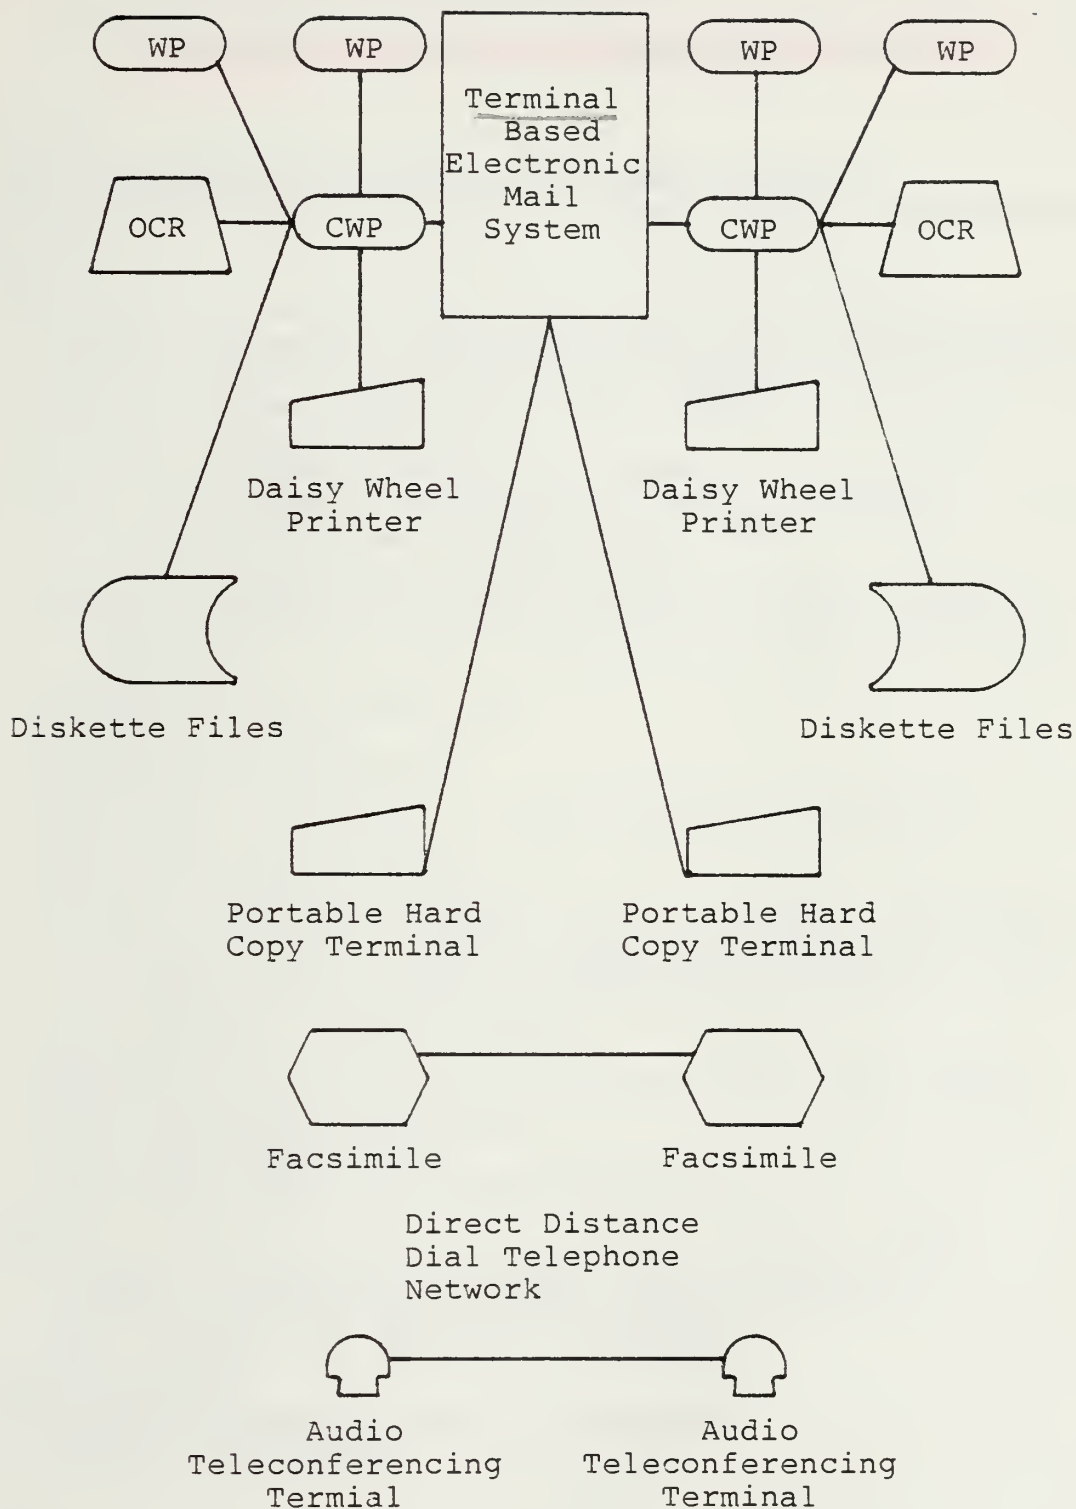 WP
WP
WP
WP
Terminal
Based
Electronic
Mail
System
OCR
CWP
CWP
OCR
Daisy Wheel
Printer
Daisy Wheel
Printer
Diskette Files
Diskette Files
Portable Hard
Copy Terminal
Portable Hard
Copy Terminal
Facsimile
Facsimile
Direct Distance
Dial Telephone
Network
Audio
Teleconferencing
Termial
Audio
Teleconferencing
Terminal